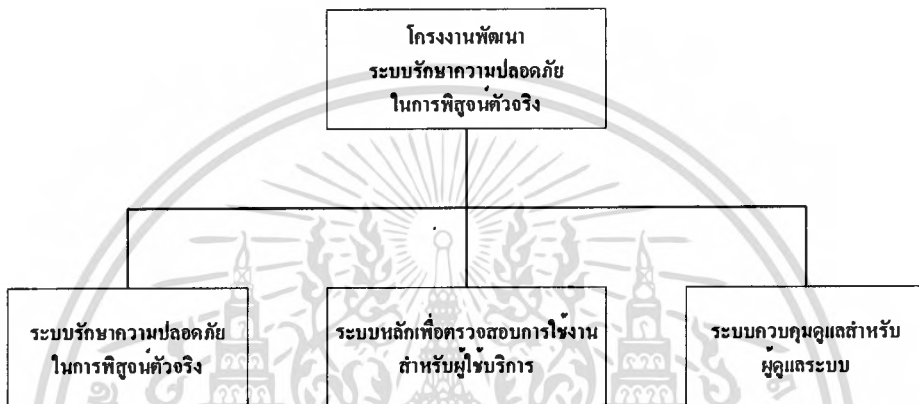 โครงงานพัฒนา
ระบบรักษาความปลอดภัย
ในการพิสูจน์ตัวจริง
ระบบรักษาความปลอดภัย
ในการพิสูจน์ตัวจริง
ระบบหลักเพื่อตรวจสอบการใช้งาน
สำหรับผู้ใช้บริการ
ระบบควบคุมดูแลสำหรับ
ผู้ดูแลระบบ